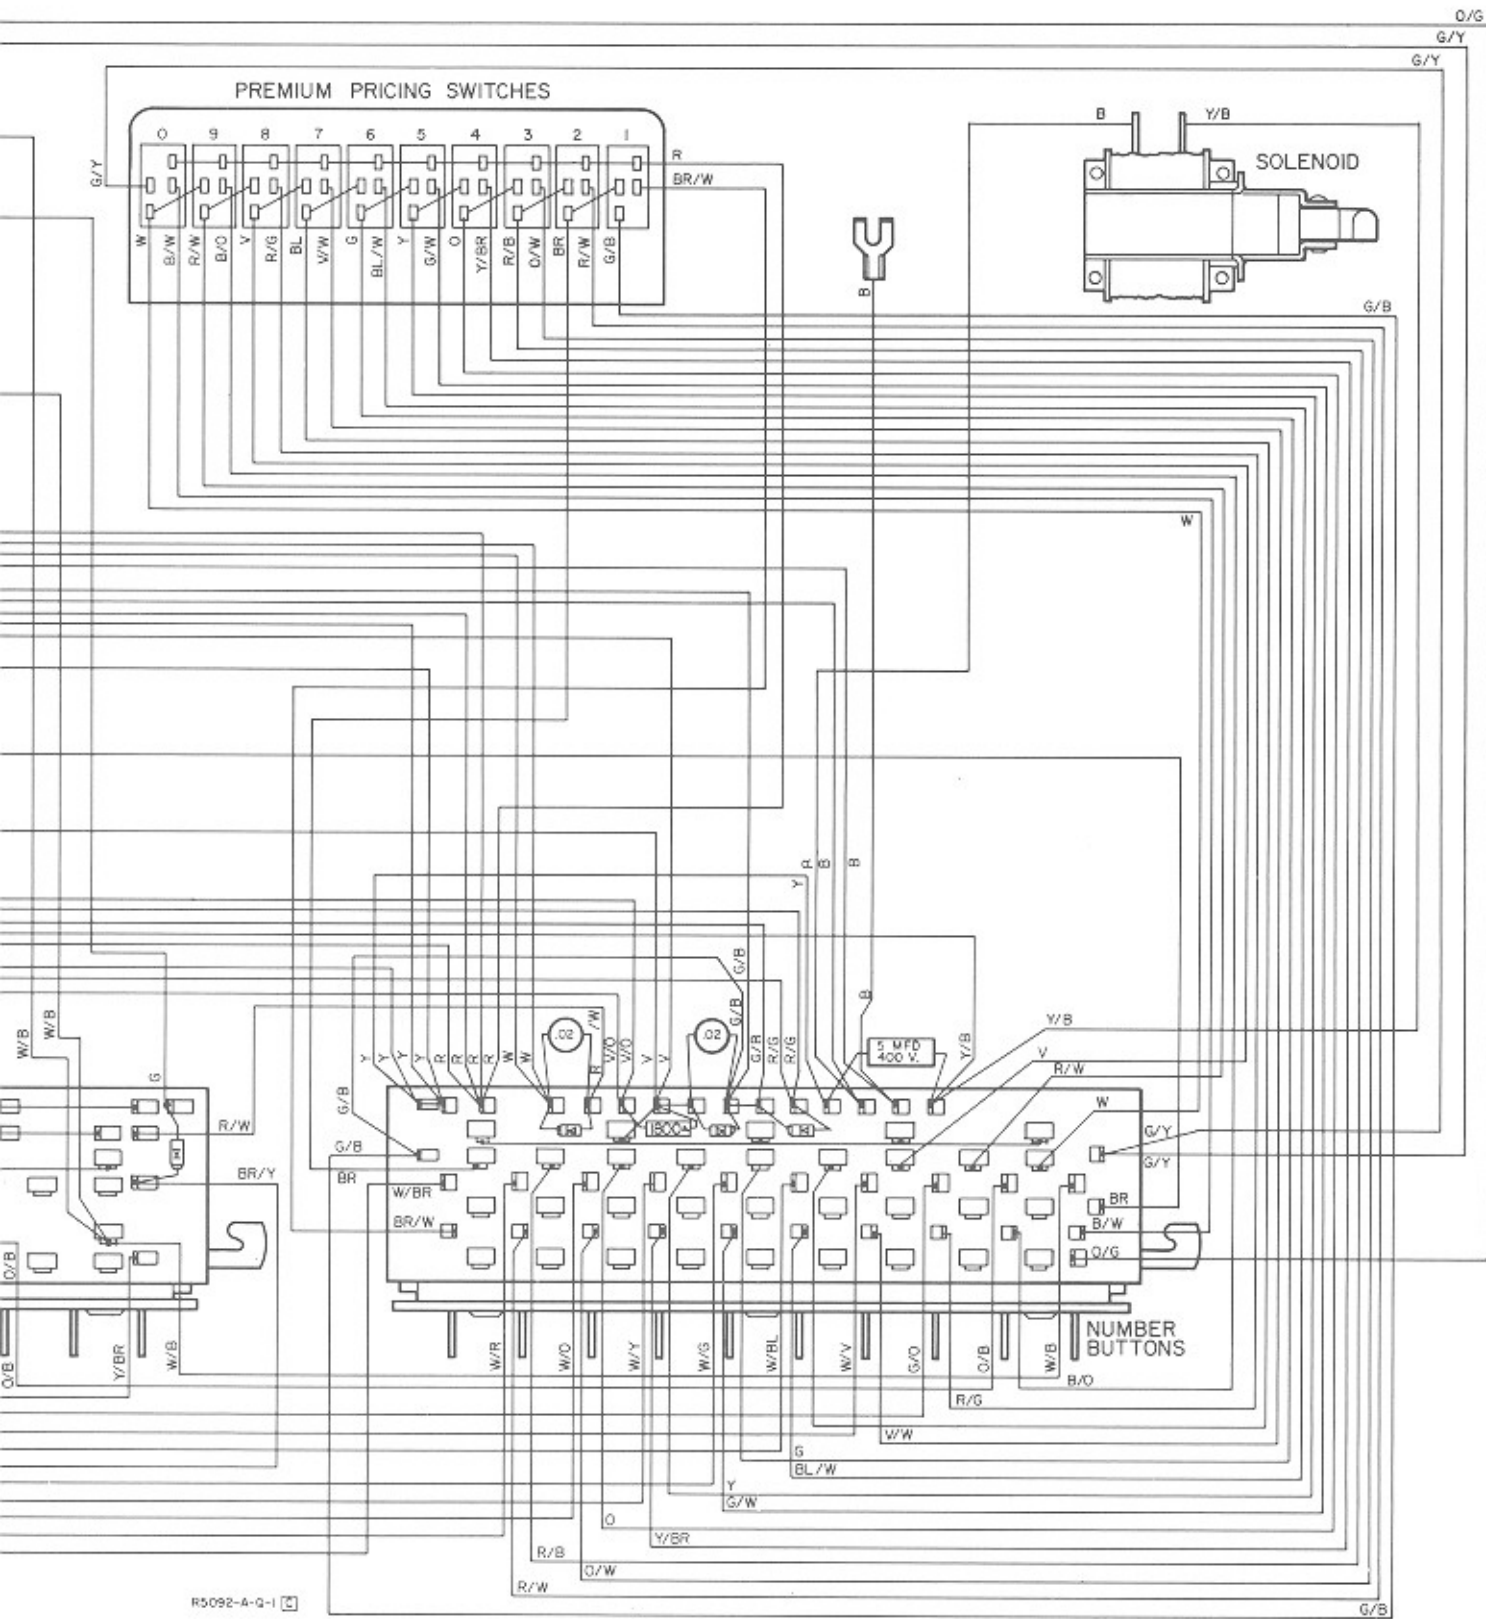 O/G
G/Y
G/Y
PREMIUM PRICING SWITCHES
B
Y/B
0 9 8 7 6 5 4 3 2 1
R
SOLENOID
G/Y
BR/W
W B/W R/W B/O V R/G BL V/W G BL/W Y G/W O Y/BR R/B O/W BR R/W G/B
B
G/B
W
R B B
Y
G/B
B
W/B W/B
G/B
/W
.02
.02
Y/B
5 MFD
400 V.
Y Y Y Y R R R R W W R V/O V/O V V G/R R/G R/G Y/B
V
R/W
G
G/B
W
R/W
1800
G/Y
G/B
G/Y
BR/Y
BR
W/BR
BR
BR/W
B/W
O/G
O/B
NUMBER
BUTTONS
O/B Y/BR W/B W/R W/O W/Y W/G W/BL W/V G/O O/B W/B
B/O
R/G
V/W
G
BL/W
Y
G/W
O
Y/BR
R/B
O/W
R/W
R5092-A-Q-1 C
G/B